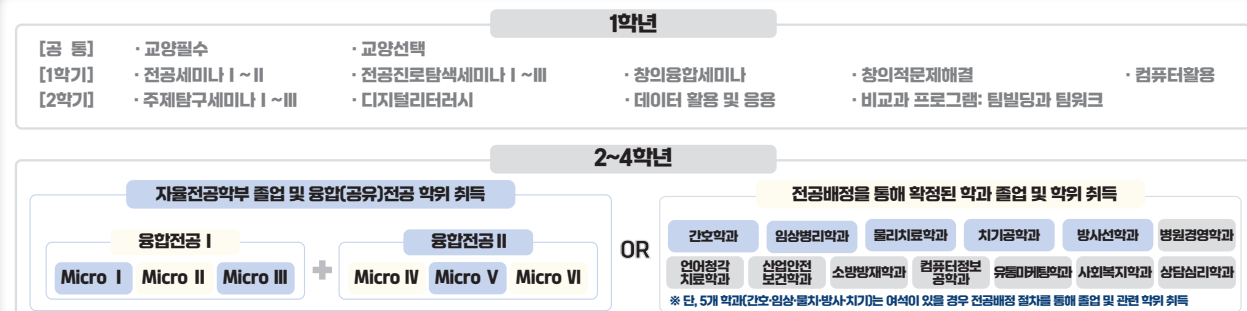 1학년
[공 통] · 교양필수 · 교양선택
[1학기] · 전공세미나 Ⅰ ~ Ⅱ · 전공진로탐색세미나 Ⅰ ~ Ⅲ · 창의융합세미나 · 창의적문제해결 · 컴퓨터활용
[2학기] · 주제탐구세미나 Ⅰ ~ Ⅲ · 디지털리터러시 · 데이터 활용 및 응용 · 비교과 프로그램: 팀빌딩과 팀워크
2~4학년
자율전공학부 졸업 및 융합(공유)전공 학위 취득
융합전공 Ⅰ
Micro Ⅰ Micro Ⅱ Micro Ⅲ
+
융합전공 Ⅱ
Micro Ⅳ Micro Ⅴ Micro Ⅵ
OR
전공배정을 통해 확정된 학과 졸업 및 학위 취득
간호학과 임상병리학과 물리치료학과 치기공학과 방사선학과 병원경영학과
언어청각치료학과 산업안전보건학과 소방방재학과 컴퓨터정보공학과 유통마케팅학과 사회복지학과 상담심리학과
※ 단, 5개 학과(간호·임상·물치·방사·치기)는 여석이 있을 경우 전공배정 절차를 통해 졸업 및 관련 학위 취득